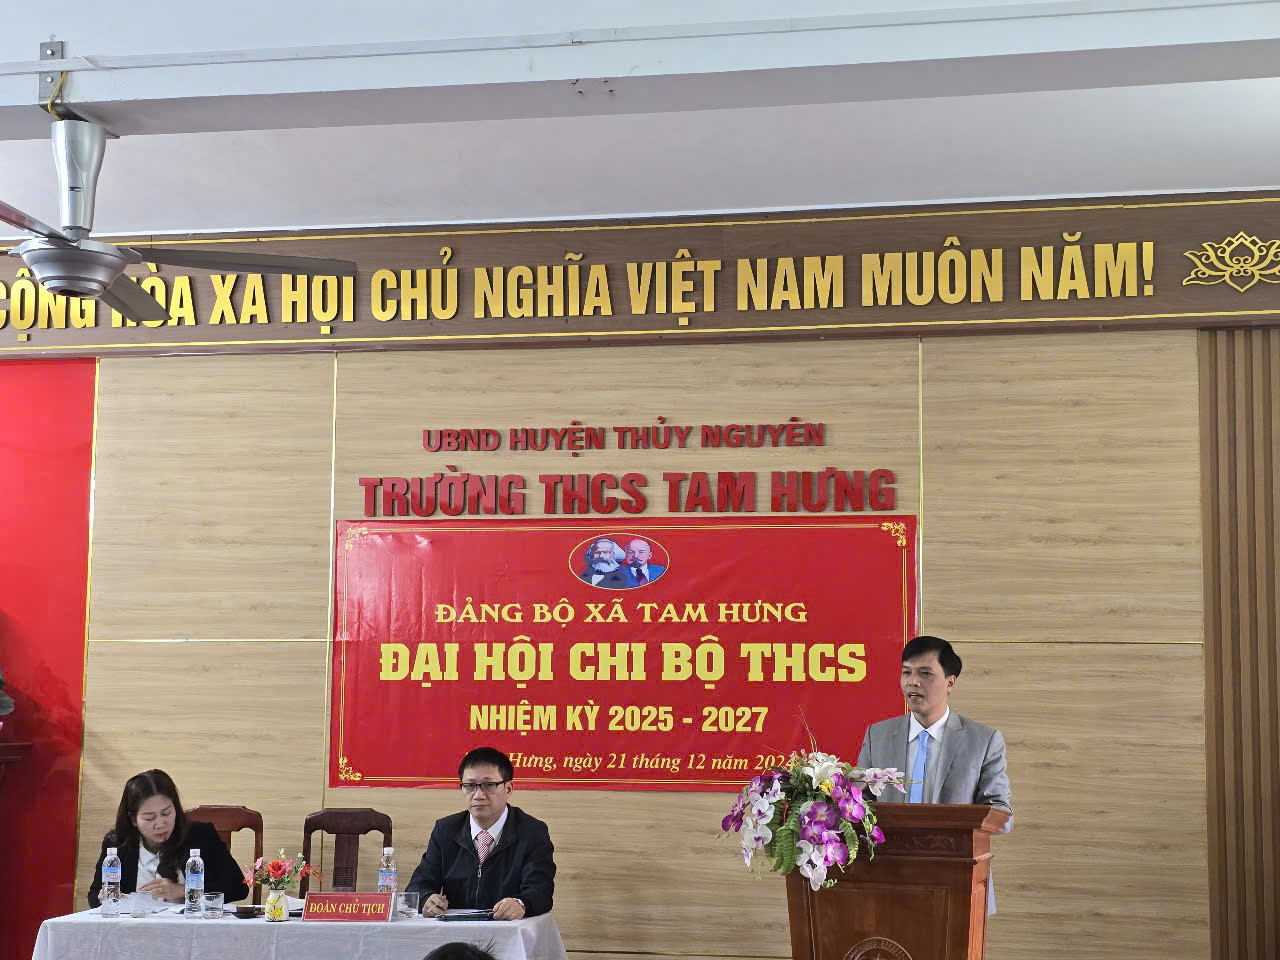 CỘNG HÒA XÃ HỘI CHỦ NGHĨA VIỆT NAM MUÔN NĂM!
UBND HUYỆN THỦY NGUYÊN
TRƯỜNG THCS TAM HƯNG
ĐẢNG BỘ XÃ TAM HƯNG
ĐẠI HỘI CHI BỘ THCS
NHIỆM KỲ 2025 - 2027
Hưng, ngày 21 tháng 12 năm 2024
ĐOÀN CHỦ TỊCH